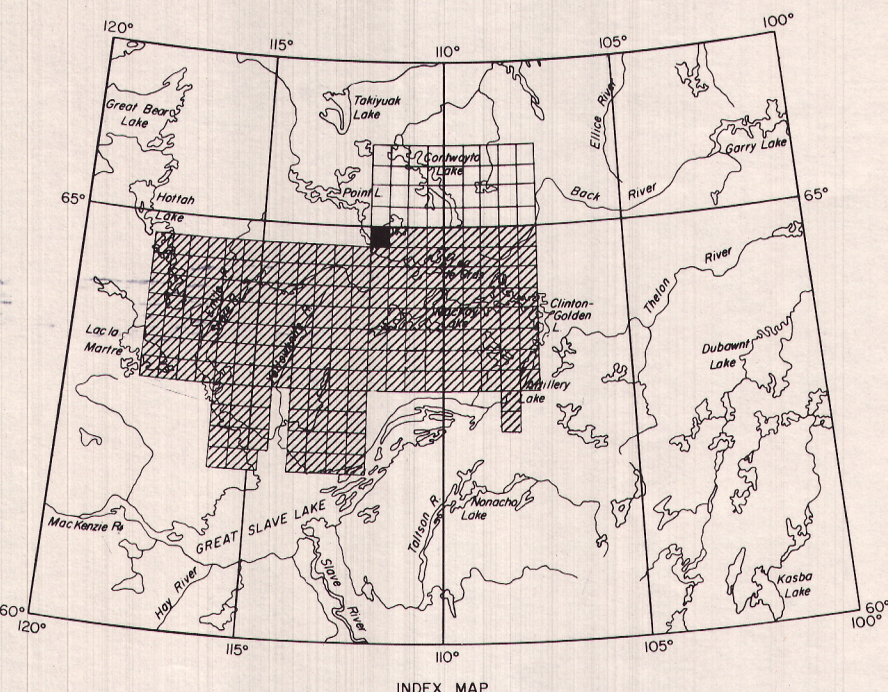 120°
115°
110°
105°
100°
Great Bear
Lake
Takiyuak
Lake
Ellice River
Garry Lake
Contwoyto
Lake
Point L.
Back River
65°
65°
Hottah
Lake
Thelon River
Mackay
Lake
Clinton-
Golden
L.
Lac la
Martre
Dubawnt
Lake
Artillery
Lake
Yellowknife R.
MacKenzie R.
GREAT SLAVE LAKE
Taltson R.
Nonacho
Lake
Hay River
Slave River
Kasba
Lake
60°
120°
115°
110°
105°
60°
100°
INDEX MAP